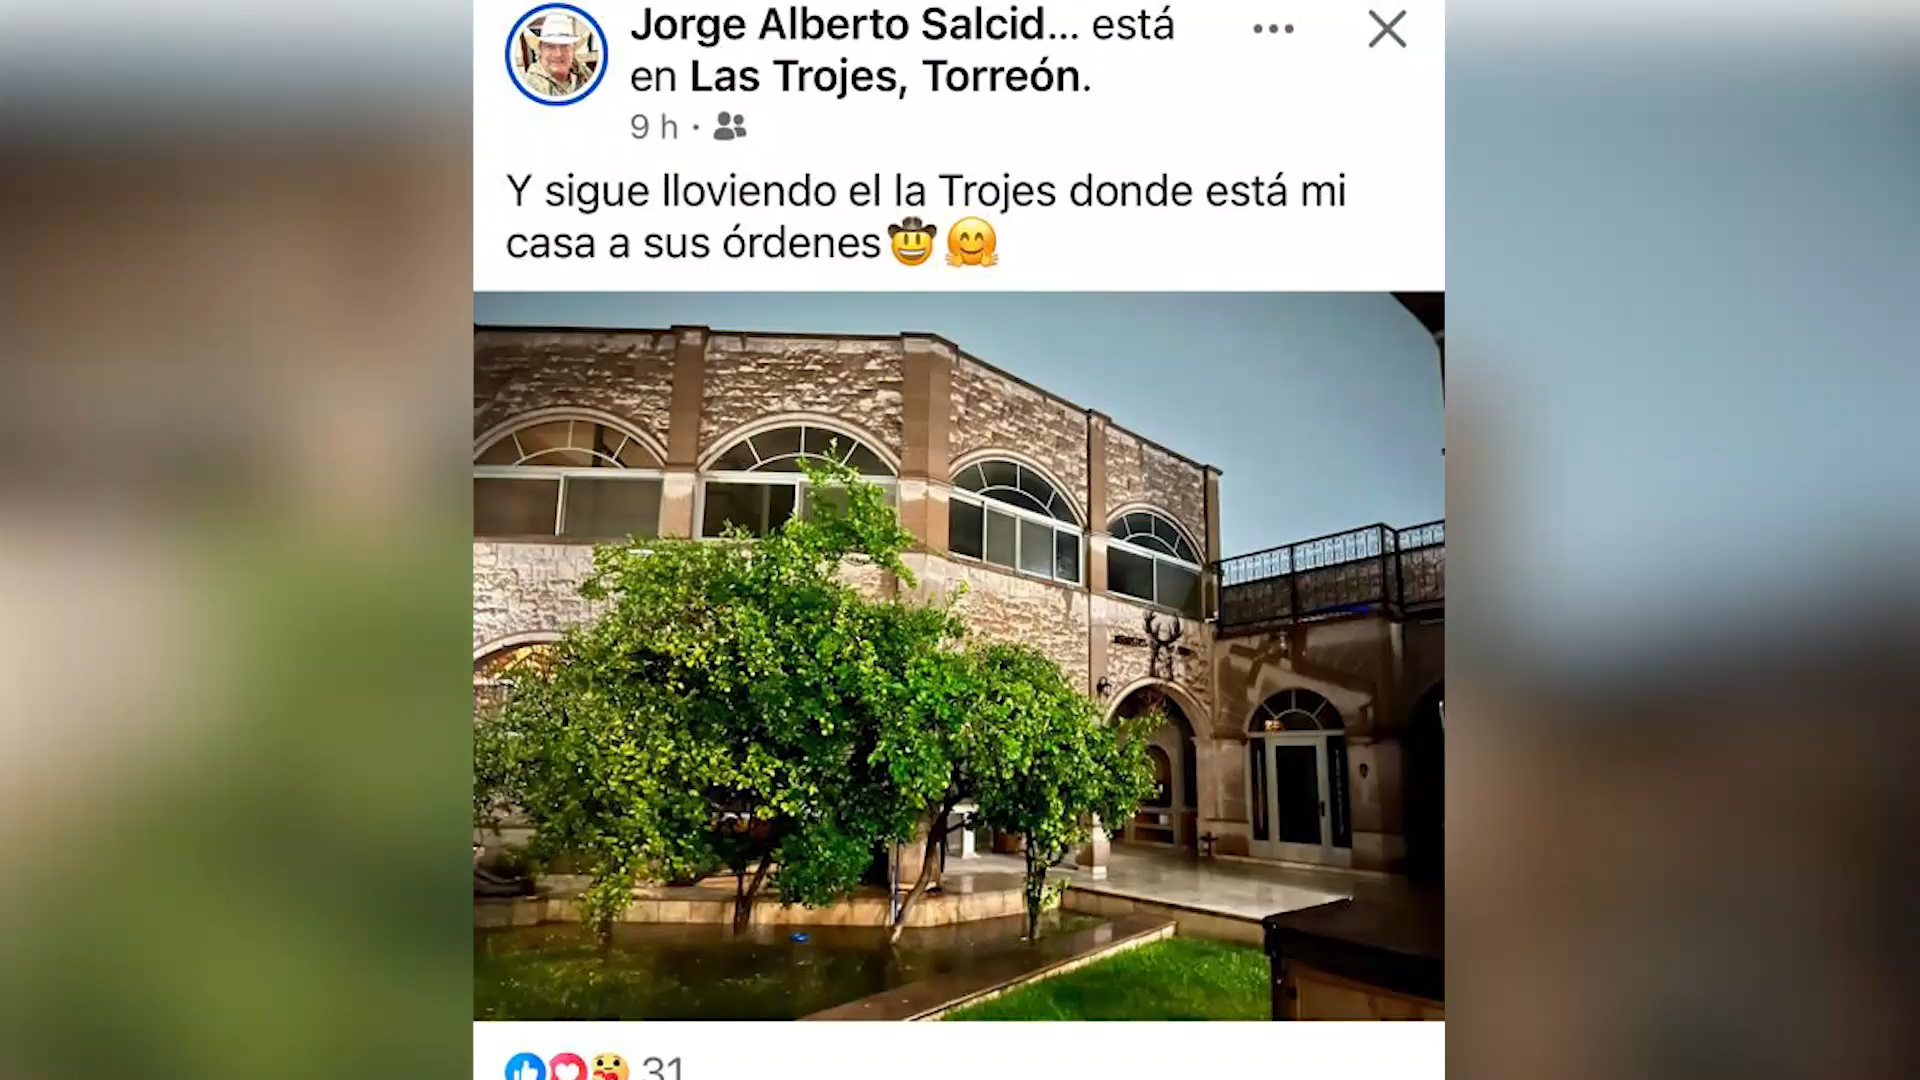 Jorge Alberto Salcid... está
en Las Trojes, Torreón.
9 h ·
Y sigue lloviendo el la Trojes donde está mi
casa a sus órdenes
31